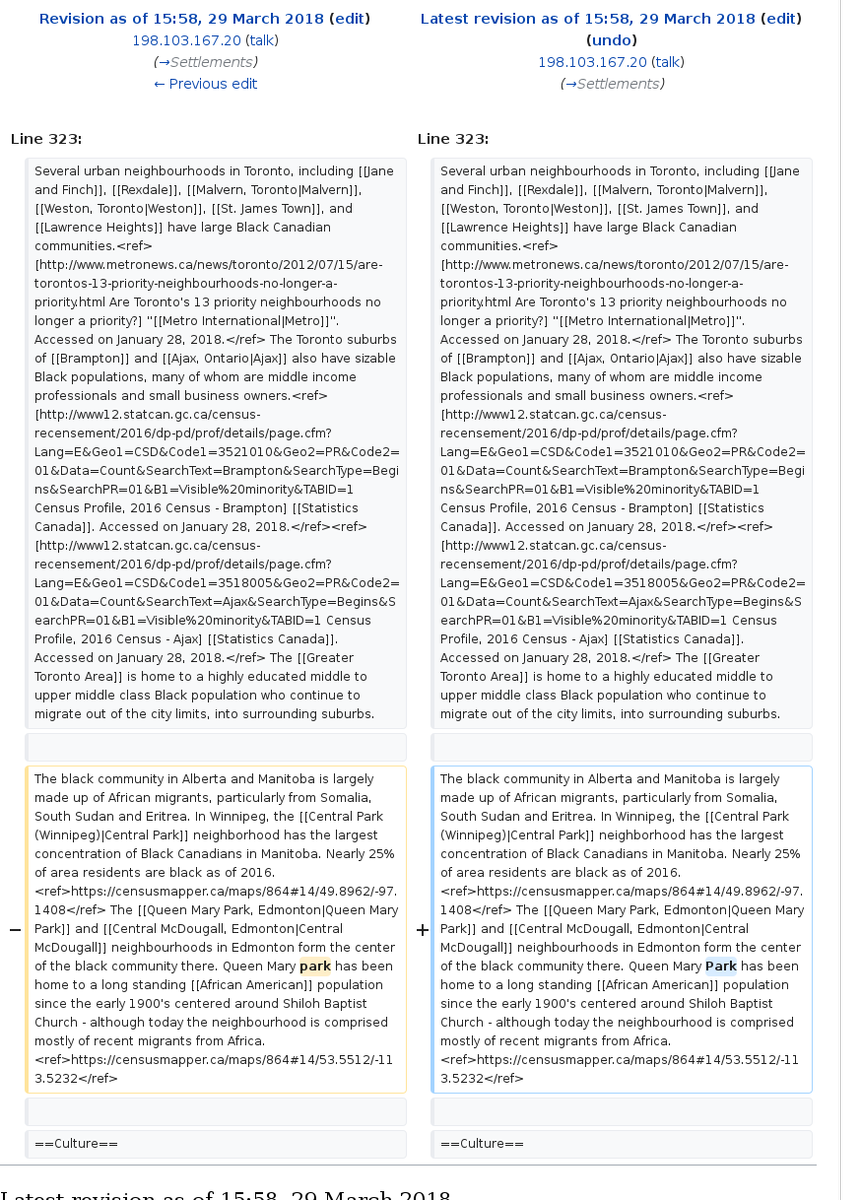 Revision as of 15:58, 29 March 2018 (edit)
198.103.167.20 (talk)
(→Settlements)
← Previous edit
Latest revision as of 15:58, 29 March 2018 (edit)
(undo)
198.103.167.20 (talk)
(→Settlements)
Line 323:
Several urban neighbourhoods in Toronto, including [[Jane
and Finch]], [[Rexdale]], [[Malvern, Toronto|Malvern]],
[[Weston, Toronto|Weston]], [[St. James Town]], and
[[Lawrence Heights]] have large Black Canadian
communities.<ref>
[http://www.metronews.ca/news/toronto/2012/07/15/are-
torontos-13-priority-neighbourhoods-no-longer-a-
priority.html Are Toronto's 13 priority neighbourhoods no
longer a priority?] "[[Metro International|Metro]]".
Accessed on January 28, 2018.</ref> The Toronto suburbs
of [[Brampton]] and [[Ajax, Ontario|Ajax]] also have sizable
Black populations, many of whom are middle income
professionals and small business owners.<ref>
[http://www12.statcan.gc.ca/census-
recensement/2016/dp-pd/prof/details/page.cfm?
Lang=E&Geo1=CSD&Code1=3521010&Geo2=PR&Code2=
01&Data=Count&SearchText=Brampton&SearchType=Begi
ns&SearchPR=01&B1=Visible%20minority&TABID=1
Census Profile, 2016 Census - Brampton] [[Statistics
Canada]]. Accessed on January 28, 2018.</ref><ref>
[http://www12.statcan.gc.ca/census-
recensement/2016/dp-pd/prof/details/page.cfm?
Lang=E&Geo1=CSD&Code1=3518005&Geo2=PR&Code2=
01&Data=Count&SearchText=Ajax&SearchType=Begins&S
earchPR=01&B1=Visible%20minority&TABID=1 Census
Profile, 2016 Census - Ajax] [[Statistics Canada]].
Accessed on January 28, 2018.</ref> The [[Greater
Toronto Area]] is home to a highly educated middle to
upper middle class Black population who continue to
migrate out of the city limits, into surrounding suburbs.
Line 323:
Several urban neighbourhoods in Toronto, including [[Jane
and Finch]], [[Rexdale]], [[Malvern, Toronto|Malvern]],
[[Weston, Toronto|Weston]], [[St. James Town]], and
[[Lawrence Heights]] have large Black Canadian
communities.<ref>
[http://www.metronews.ca/news/toronto/2012/07/15/are-
torontos-13-priority-neighbourhoods-no-longer-a-
priority.html Are Toronto's 13 priority neighbourhoods no
longer a priority?] "[[Metro International|Metro]]".
Accessed on January 28, 2018.</ref> The Toronto suburbs
of [[Brampton]] and [[Ajax, Ontario|Ajax]] also have sizable
Black populations, many of whom are middle income
professionals and small business owners.<ref>
[http://www12.statcan.gc.ca/census-
recensement/2016/dp-pd/prof/details/page.cfm?
Lang=E&Geo1=CSD&Code1=3521010&Geo2=PR&Code2=
01&Data=Count&SearchText=Brampton&SearchType=Begi
ns&SearchPR=01&B1=Visible%20minority&TABID=1
Census Profile, 2016 Census - Brampton] [[Statistics
Canada]]. Accessed on January 28, 2018.</ref><ref>
[http://www12.statcan.gc.ca/census-
recensement/2016/dp-pd/prof/details/page.cfm?
Lang=E&Geo1=CSD&Code1=3518005&Geo2=PR&Code2=
01&Data=Count&SearchText=Ajax&SearchType=Begins&S
earchPR=01&B1=Visible%20minority&TABID=1 Census
Profile, 2016 Census - Ajax] [[Statistics Canada]].
Accessed on January 28, 2018.</ref> The [[Greater
Toronto Area]] is home to a highly educated middle to
upper middle class Black population who continue to
migrate out of the city limits, into surrounding suburbs.
−
The black community in Alberta and Manitoba is largely
made up of African migrants, particularly from Somalia,
South Sudan and Eritrea. In Winnipeg, the [[Central Park
(Winnipeg)|Central Park]] neighborhood has the largest
concentration of Black Canadians in Manitoba. Nearly 25%
of area residents are black as of 2016.
<ref>https://censusmapper.ca/maps/864#14/49.8962/-97.
1408</ref> The [[Queen Mary Park, Edmonton|Queen Mary
Park]] and [[Central McDougall, Edmonton|Central
McDougall]] neighbourhoods in Edmonton form the center
of the black community there. Queen Mary park has been
home to a long standing [[African American]] population
since the early 1900's centered around Shiloh Baptist
Church - although today the neighbourhood is comprised
mostly of recent migrants from Africa.
<ref>https://censusmapper.ca/maps/864#14/53.5512/-11
3.5232</ref>
+
The black community in Alberta and Manitoba is largely
made up of African migrants, particularly from Somalia,
South Sudan and Eritrea. In Winnipeg, the [[Central Park
(Winnipeg)|Central Park]] neighborhood has the largest
concentration of Black Canadians in Manitoba. Nearly 25%
of area residents are black as of 2016.
<ref>https://censusmapper.ca/maps/864#14/49.8962/-97.
1408</ref> The [[Queen Mary Park, Edmonton|Queen Mary
Park]] and [[Central McDougall, Edmonton|Central
McDougall]] neighbourhoods in Edmonton form the center
of the black community there. Queen Mary Park has been
home to a long standing [[African American]] population
since the early 1900's centered around Shiloh Baptist
Church - although today the neighbourhood is comprised
mostly of recent migrants from Africa.
<ref>https://censusmapper.ca/maps/864#14/53.5512/-11
3.5232</ref>
==Culture==
==Culture==
Latest revision as of 15:58, 29 March 2018